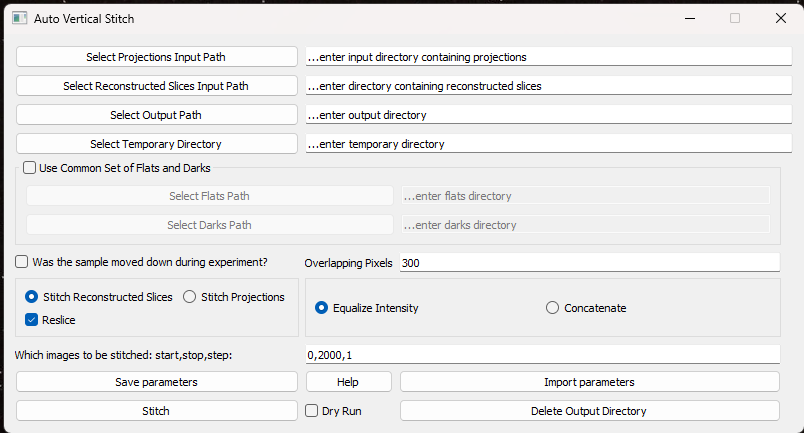 Auto Vertical Stitch
Select Projections Input Path ...enter input directory containing projections
Select Reconstructed Slices Input Path ...enter directory containing reconstructed slices
Select Output Path ...enter output directory
Select Temporary Directory ...enter temporary directory
Use Common Set of Flats and Darks
Select Flats Path ...enter flats directory
Select Darks Path ...enter darks directory
Was the sample moved down during experiment? Overlapping Pixels 300
Stitch Reconstructed Slices Stitch Projections
Equalize Intensity Concatenate
Reslice
Which images to be stitched: start,stop,step: 0,2000,1
Save parameters Help Import parameters
Stitch Dry Run Delete Output Directory